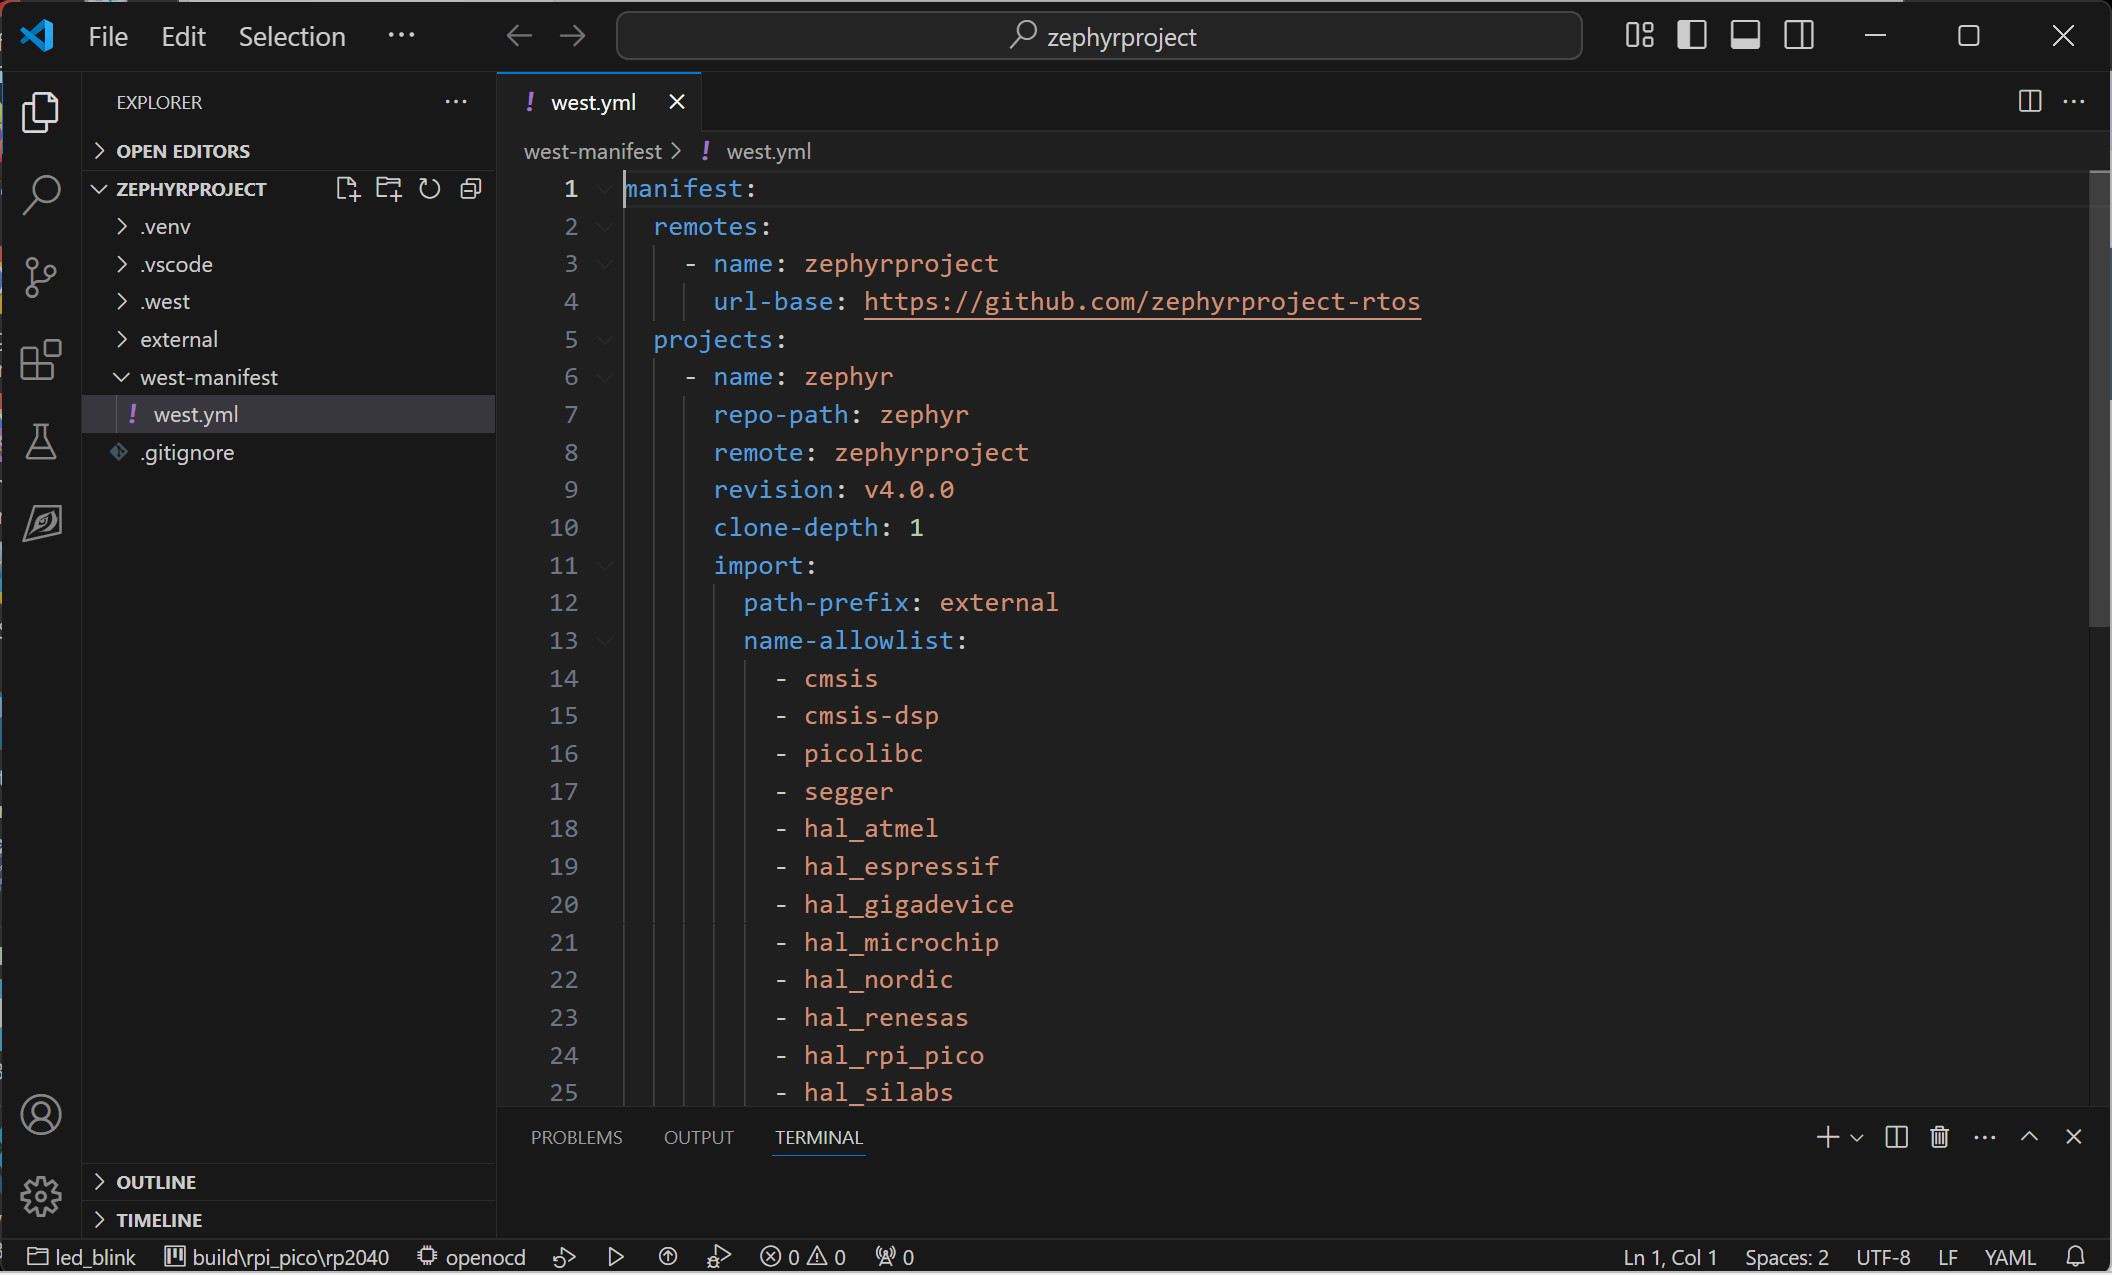 File Edit Selection ···
zephyrproject
EXPLORER
OPEN EDITORS
ZEPHYRPROJECT
.venv
.vscode
.west
external
west-manifest
! west.yml
.gitignore
OUTLINE
TIMELINE
! west.yml
west-manifest > ! west.yml
1 manifest:
2 remotes:
3 - name: zephyrproject
4 url-base: https://github.com/zephyrproject-rtos
5 projects:
6 - name: zephyr
7 repo-path: zephyr
8 remote: zephyrproject
9 revision: v4.0.0
10 clone-depth: 1
11 import:
12 path-prefix: external
13 name-allowlist:
14 - cmsis
15 - cmsis-dsp
16 - picolibc
17 - segger
18 - hal_atmel
19 - hal_espressif
20 - hal_gigadevice
21 - hal_microchip
22 - hal_nordic
23 - hal_renesas
24 - hal_rpi_pico
25 - hal_silabs
PROBLEMS OUTPUT TERMINAL
led_blink build\rpi_pico\rp2040 openocd 0 0 0 Ln 1, Col 1 Spaces: 2 UTF-8 LF YAML